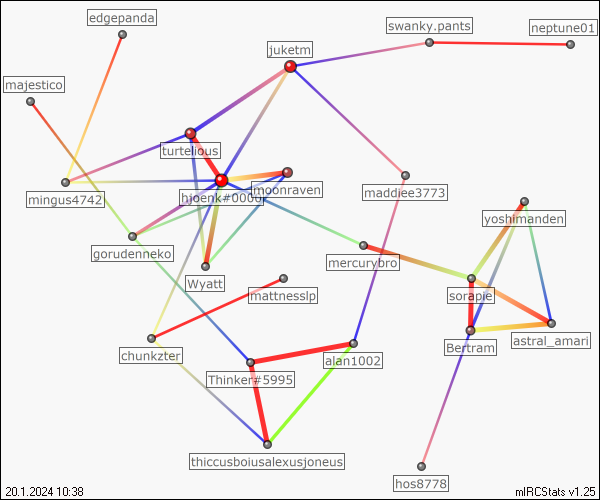 edgepanda
swanky.pants
neptune01
juketm
majestico
turtelious
moonraven
mingus4742
hjoenk#0000
maddiee3773
yoshimanden
gorudenneko
mercurybro
Wyatt
mattnesslp
sorapie
chunkzter
alan1002
Bertram
astral_amari
Thinker#5995
thiccusboiusalexusjoneus
hos8778
20.1.2024 10:38
mIRCStats v1.25